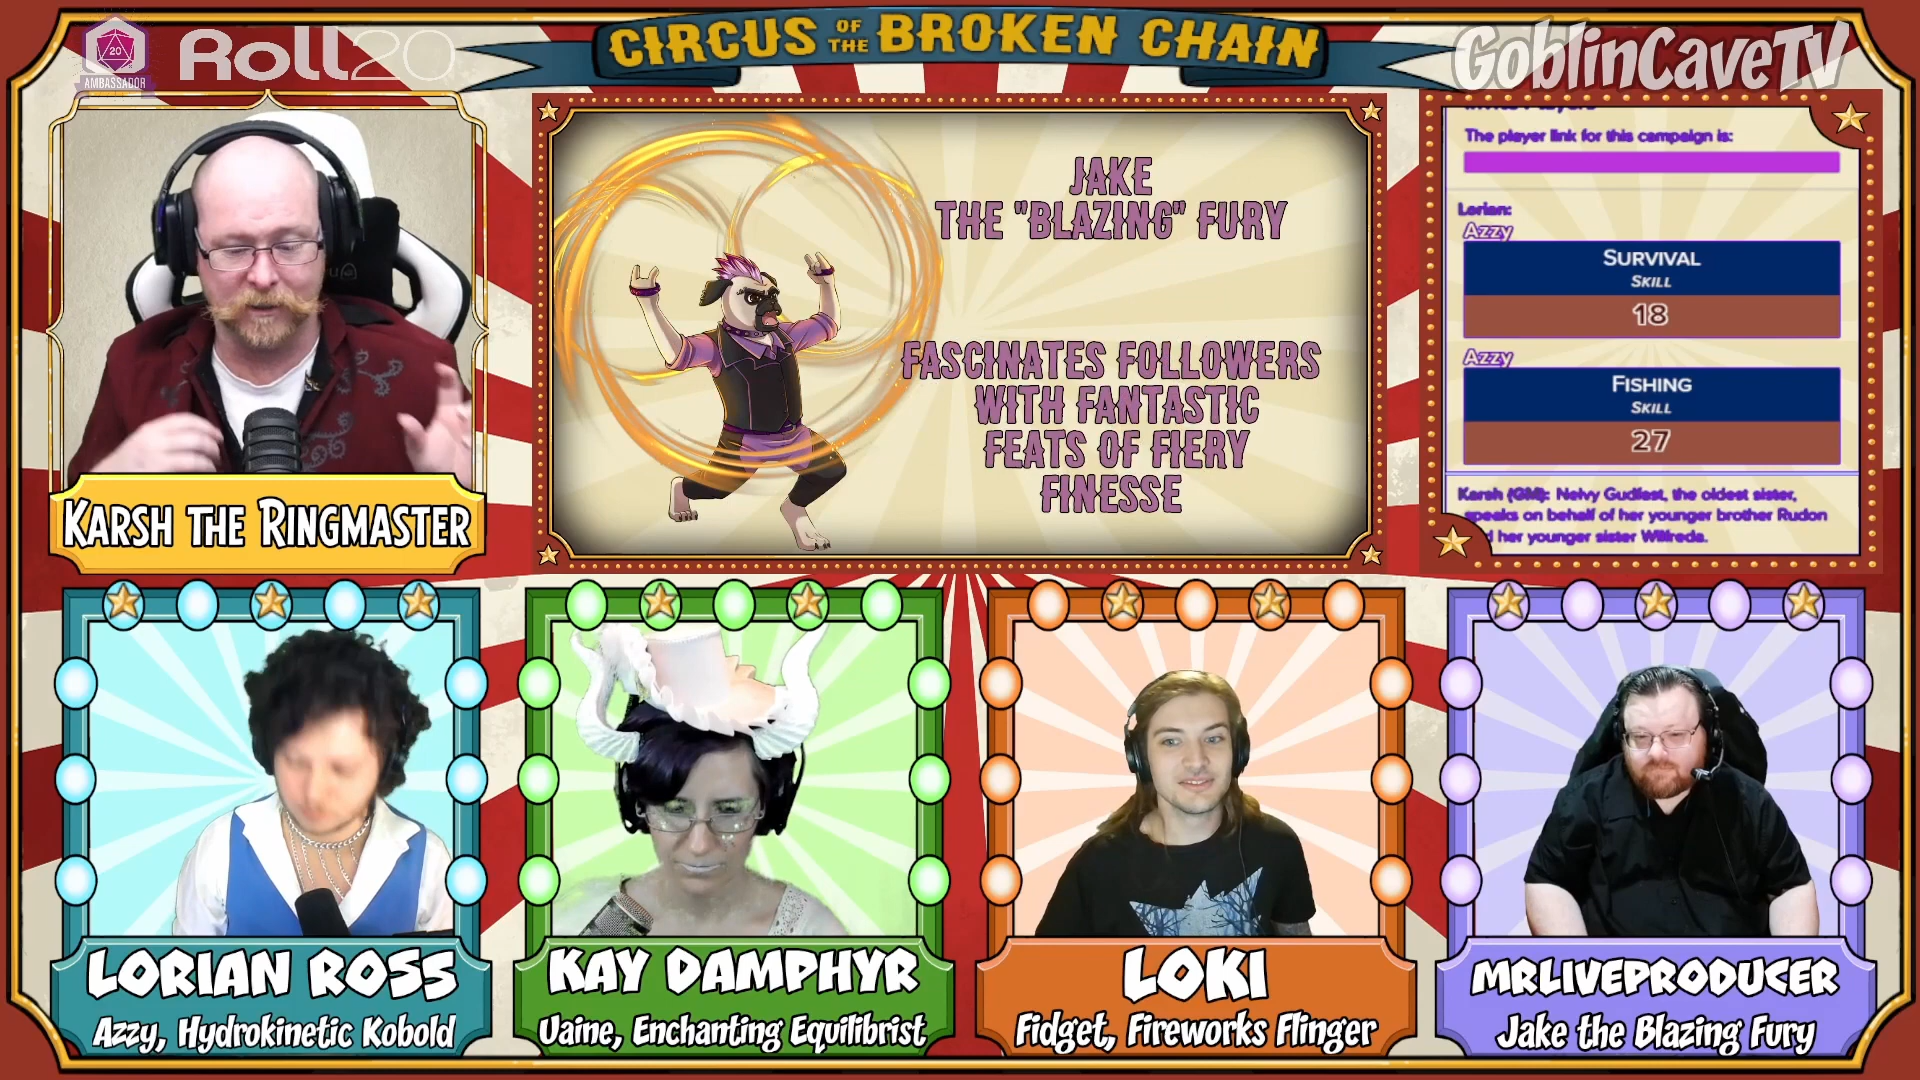 CIRCUS OF THE BROKEN CHAIN
20
AMBASSADOR
Roll20
GoblinCaveTV
JAKE
THE "BLAZING" FURY
FASCINATES FOLLOWERS
WITH FANTASTIC
FEATS OF FIERY
FINESSE
The player link for this campaign is:
Lorian:
Azzy
SURVIVAL
SKILL
18
Azzy
FISHING
SKILL
27
Karsh (GM): Nelvy Gudfast, the oldest sister,
speaks on behalf of her younger brother Rudon
her younger sister Wilfreda.
KARSH THE RINGMASTER
LORIAN ROSS
Azzy, Hydrokinetic Kobold
KAY DAMPHYR
Vaine, Enchanting Equilibrist
LOKI
Fidget, Fireworks Flinger
MRLIVEPRODUCER
Jake the Blazing Fury